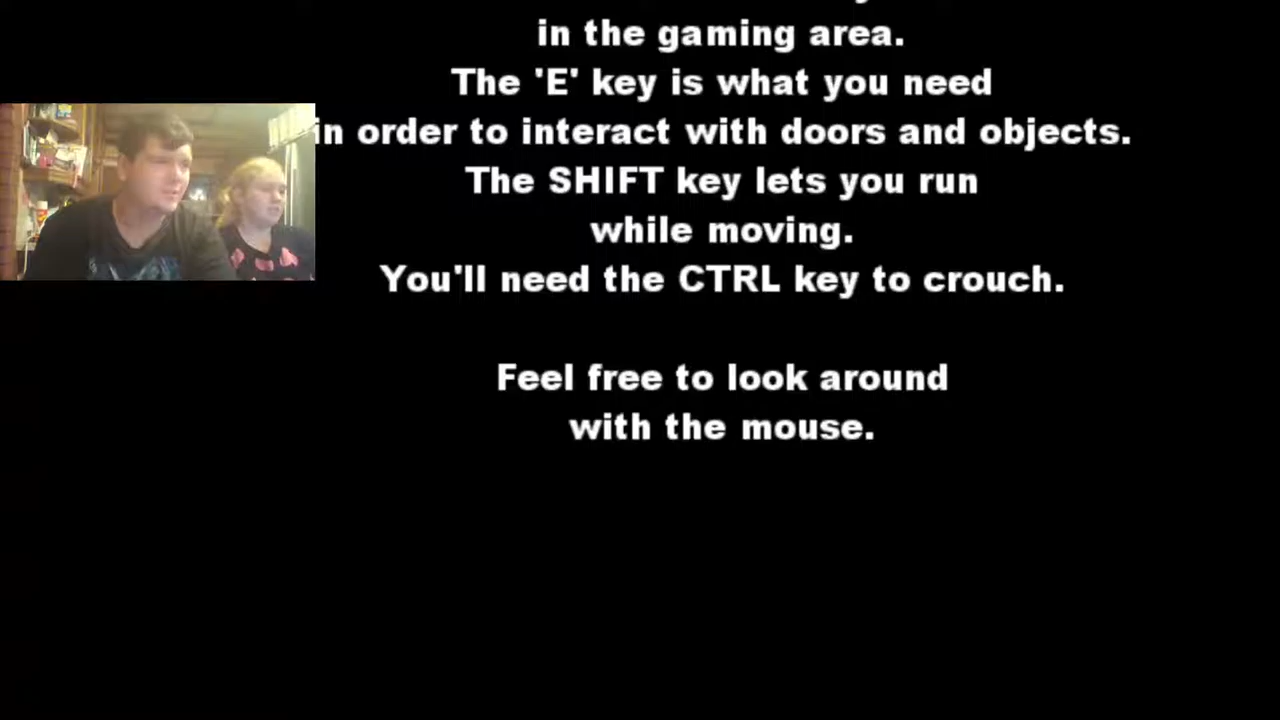 in the gaming area.
The 'E' key is what you need
in order to interact with doors and objects.
The SHIFT key lets you run
while moving.
You'll need the CTRL key to crouch.
Feel free to look around
with the mouse.